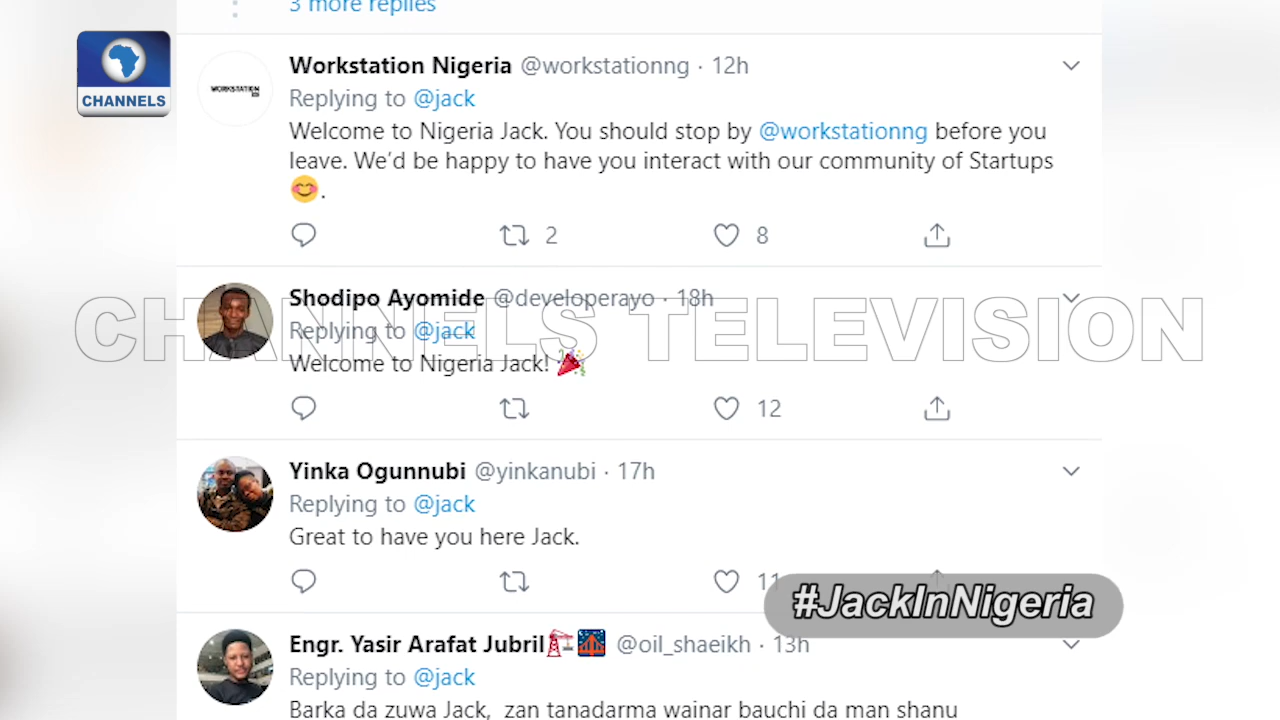 3 more replies
CHANNELS
Workstation Nigeria @workstationng · 12h
WORKSTATION
Replying to @jack
Welcome to Nigeria Jack. You should stop by @workstationng before you
leave. We'd be happy to have you interact with our community of Startups
😊.
2 8
Shodipo Ayomide @developerayo · 18h
CHANNELS TELEVISION
Replying to @jack
Welcome to Nigeria Jack! 🎉
12
Yinka Ogunnubi @yinkanubi · 17h
Replying to @jack
Great to have you here Jack.
11
#JackInNigeria
Engr. Yasir Arafat Jubril🏗️🌉 @oil_shaeikh · 13h
Replying to @jack
Barka da zuwa Jack, zan tanadarma wainar bauchi da man shanu